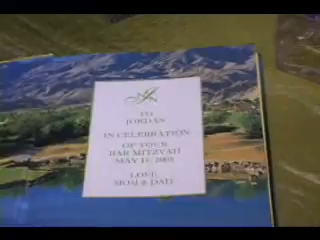 TO
JORDAN
IN CELEBRATION
OF YOUR
BAR MITZVAH
LOVE
MOM & DAD